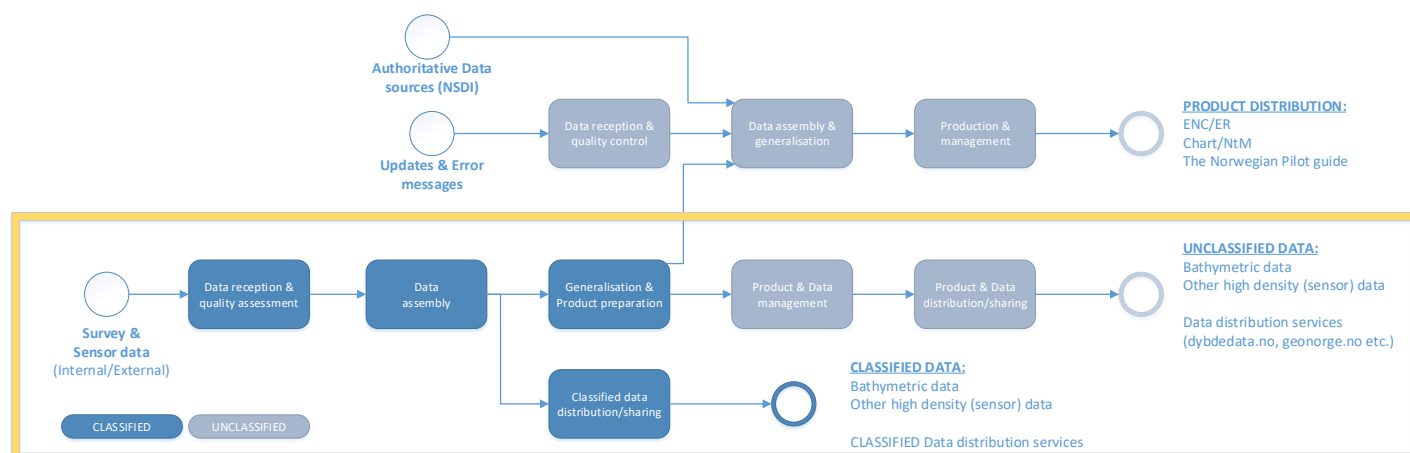 Authoritative Data
sources (NSDI)
Updates & Error
messages
Data reception &
quality control
Data assembly &
generalisation
Production &
management
PRODUCT DISTRIBUTION:
ENC/ER
Chart/NtM
The Norwegian Pilot guide
Survey &
Sensor data
(Internal/External)
Data reception &
quality assessment
Data
assembly
Generalisation &
Product preparation
Product & Data
management
Product & Data
distribution/sharing
UNCLASSIFIED DATA:
Bathymetric data
Other high density (sensor) data
Data distribution services
(dybdedata.no, geonorge.no etc.)
Classified data
distribution/sharing
CLASSIFIED DATA:
Bathymetric data
Other high density (sensor) data
CLASSIFIED Data distribution services
CLASSIFIED
UNCLASSIFIED